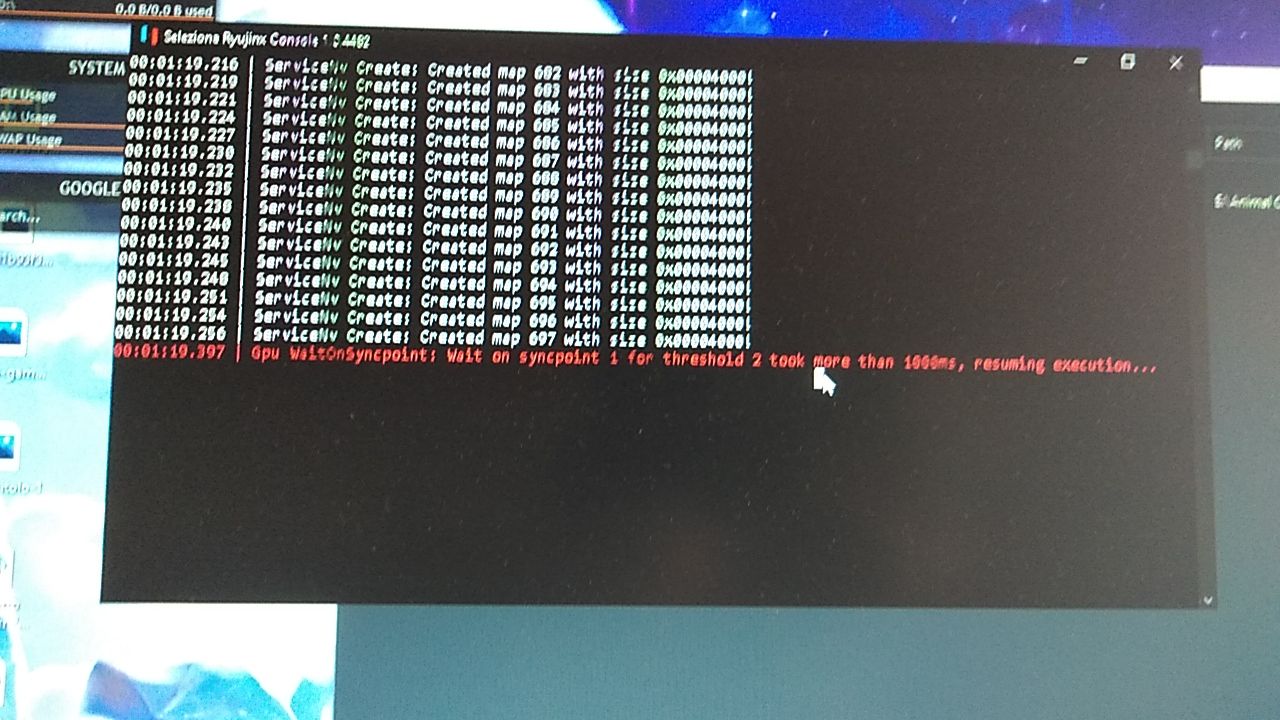 0,0 B/0,0 B used
Seleziona Ryujinx Console
SYSTEM
PU Usage
AM Usage
WAP Usage
GOOGLE
arch...
00:01:19.216 | ServiceNv Create: Created map 682 with size 0x00004000!
00:01:19.219 | ServiceNv Create: Created map 683 with size 0x00004000!
00:01:19.221 | ServiceNv Create: Created map 684 with size 0x00004000!
00:01:19.224 | ServiceNv Create: Created map 685 with size 0x00004000!
00:01:19.227 | ServiceNv Create: Created map 686 with size 0x00004000!
00:01:19.230 | ServiceNv Create: Created map 687 with size 0x00004000!
00:01:19.232 | ServiceNv Create: Created map 688 with size 0x00004000!
00:01:19.235 | ServiceNv Create: Created map 689 with size 0x00004000!
00:01:19.238 | ServiceNv Create: Created map 690 with size 0x00004000!
00:01:19.240 | ServiceNv Create: Created map 691 with size 0x00004000!
00:01:19.243 | ServiceNv Create: Created map 692 with size 0x00004000!
00:01:19.245 | ServiceNv Create: Created map 693 with size 0x00004000!
00:01:19.248 | ServiceNv Create: Created map 694 with size 0x00004000!
00:01:19.251 | ServiceNv Create: Created map 695 with size 0x00004000!
00:01:19.254 | ServiceNv Create: Created map 696 with size 0x00004000!
00:01:19.256 | ServiceNv Create: Created map 697 with size 0x00004000!
00:01:19.397 | Gpu WaitOnSyncpoint: Wait on syncpoint 1 for threshold 2 took more than 1000ms, resuming execution...
E:\Animal C